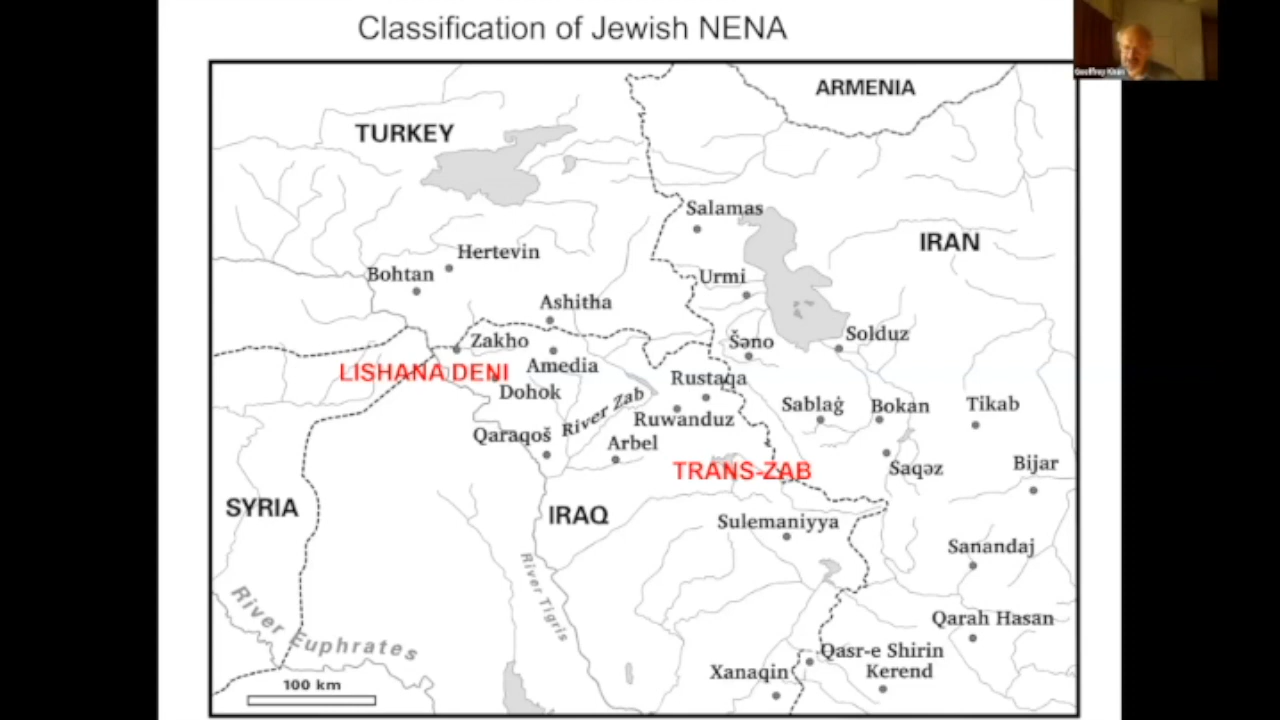 Classification of Jewish NENA
Geoffrey Khan
ARMENIA
TURKEY
Salamas
IRAN
Hertevin
Bohtan
Urmi
Ashitha
Solduz
Zakho
Šəno
Amedia
LISHANA DENI
Rustaqa
Dohok
River Zab
Sablaġ
Bokan
Tikab
Ruwanduz
Qaraqoš
Arbel
TRANS-ZAB
Saqəz
Bijar
SYRIA
IRAQ
Sulemaniyya
Sanandaj
River Tigris
River Euphrates
Qarah Hasan
Qasr-e Shirin
Xanaqin
Kerend
100 km